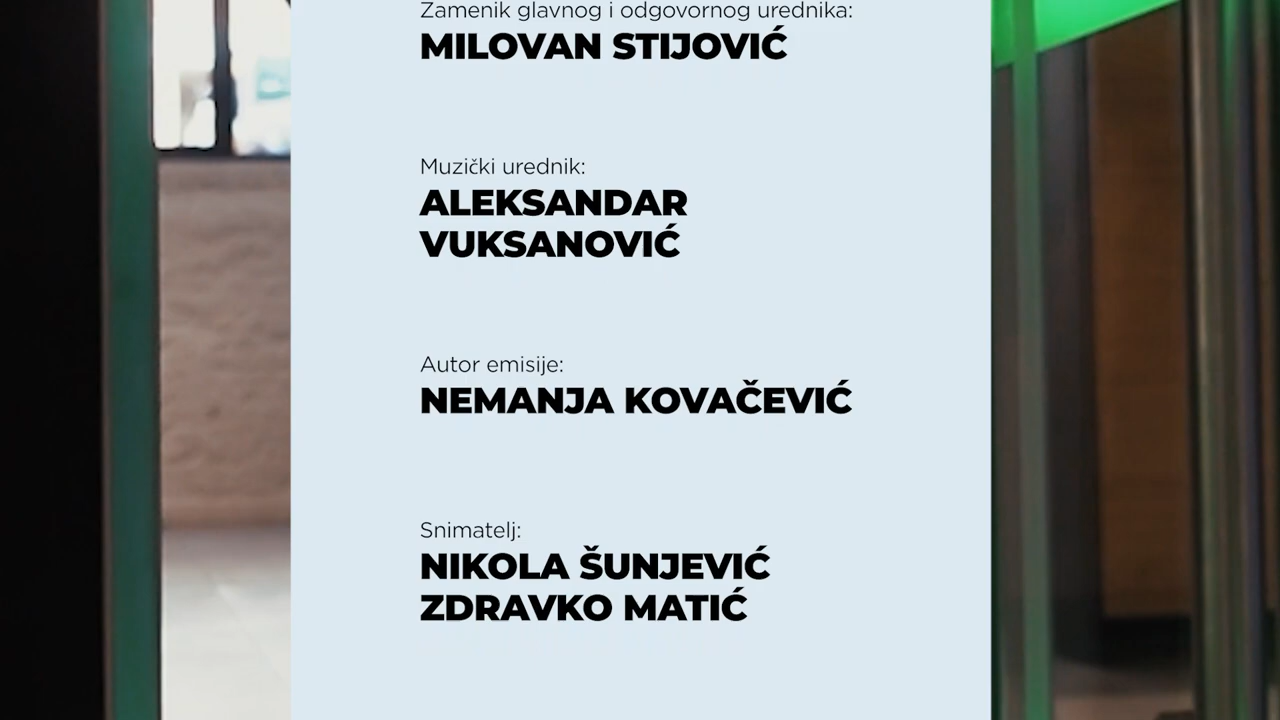 Zamenik glavnog i odgovornog urednika:
MILOVAN STIJOVIĆ
Muzički urednik:
ALEKSANDAR
VUKSANOVIĆ
Autor emisije:
NEMANJA KOVAČEVIĆ
Snimatelj:
NIKOLA ŠUNJEVIĆ
ZDRAVKO MATIĆ